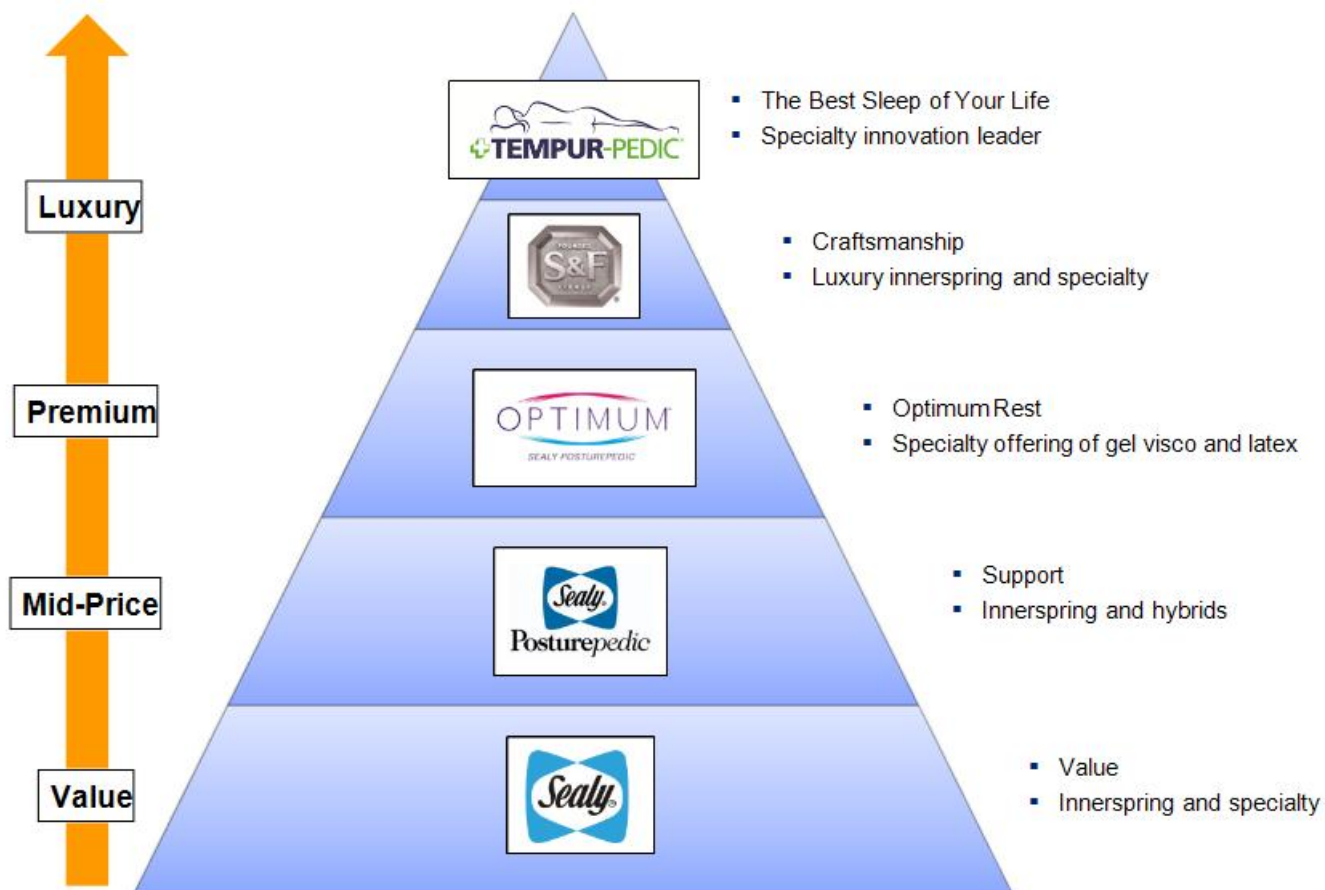 +TEMPUR-PEDIC
▪ The Best Sleep of Your Life
▪ Specialty innovation leader
Luxury
FOUNDED
S&F
®
▪ Craftsmanship
▪ Luxury innerspring and specialty
Premium
OPTIMUM
SEALY POSTUREPEDIC
▪ Optimum Rest
▪ Specialty offering of gel visco and latex
Mid-Price
Sealy®
Posturepedic
▪ Support
▪ Innerspring and hybrids
Value
Sealy®
▪ Value
▪ Innerspring and specialty